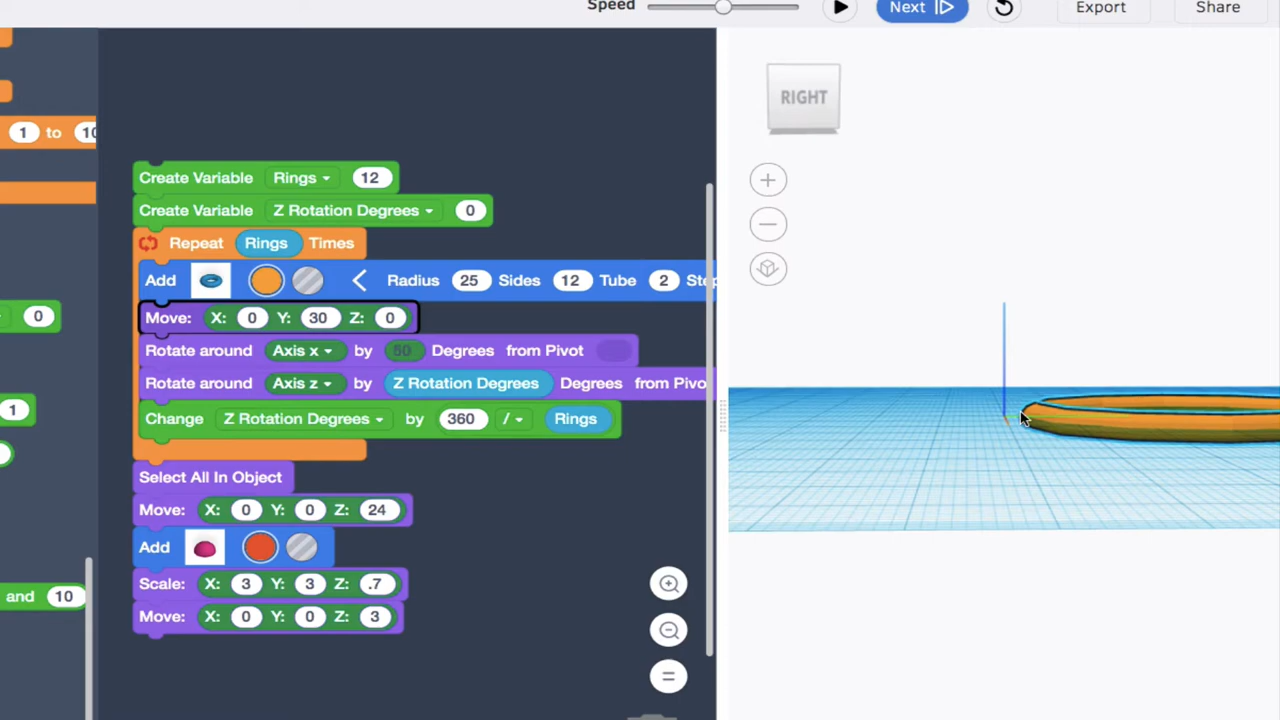 Speed Next Export Share
RIGHT
1 to 10
Create Variable Rings 12
Create Variable Z Rotation Degrees 0
Repeat Rings Times
Add Radius 25 Sides 12 Tube 2
0 Move: X: 0 Y: 30 Z: 0
Rotate around Axis x by 50 Degrees from Pivot
Rotate around Axis z by Z Rotation Degrees Degrees from
1 Change Z Rotation Degrees by 360 / Rings
Select All In Object
Move: X: 0 Y: 0 Z: 24
Add
Scale: X: 3 Y: 3 Z: .7
and 10
Move: X: 0 Y: 0 Z: 3